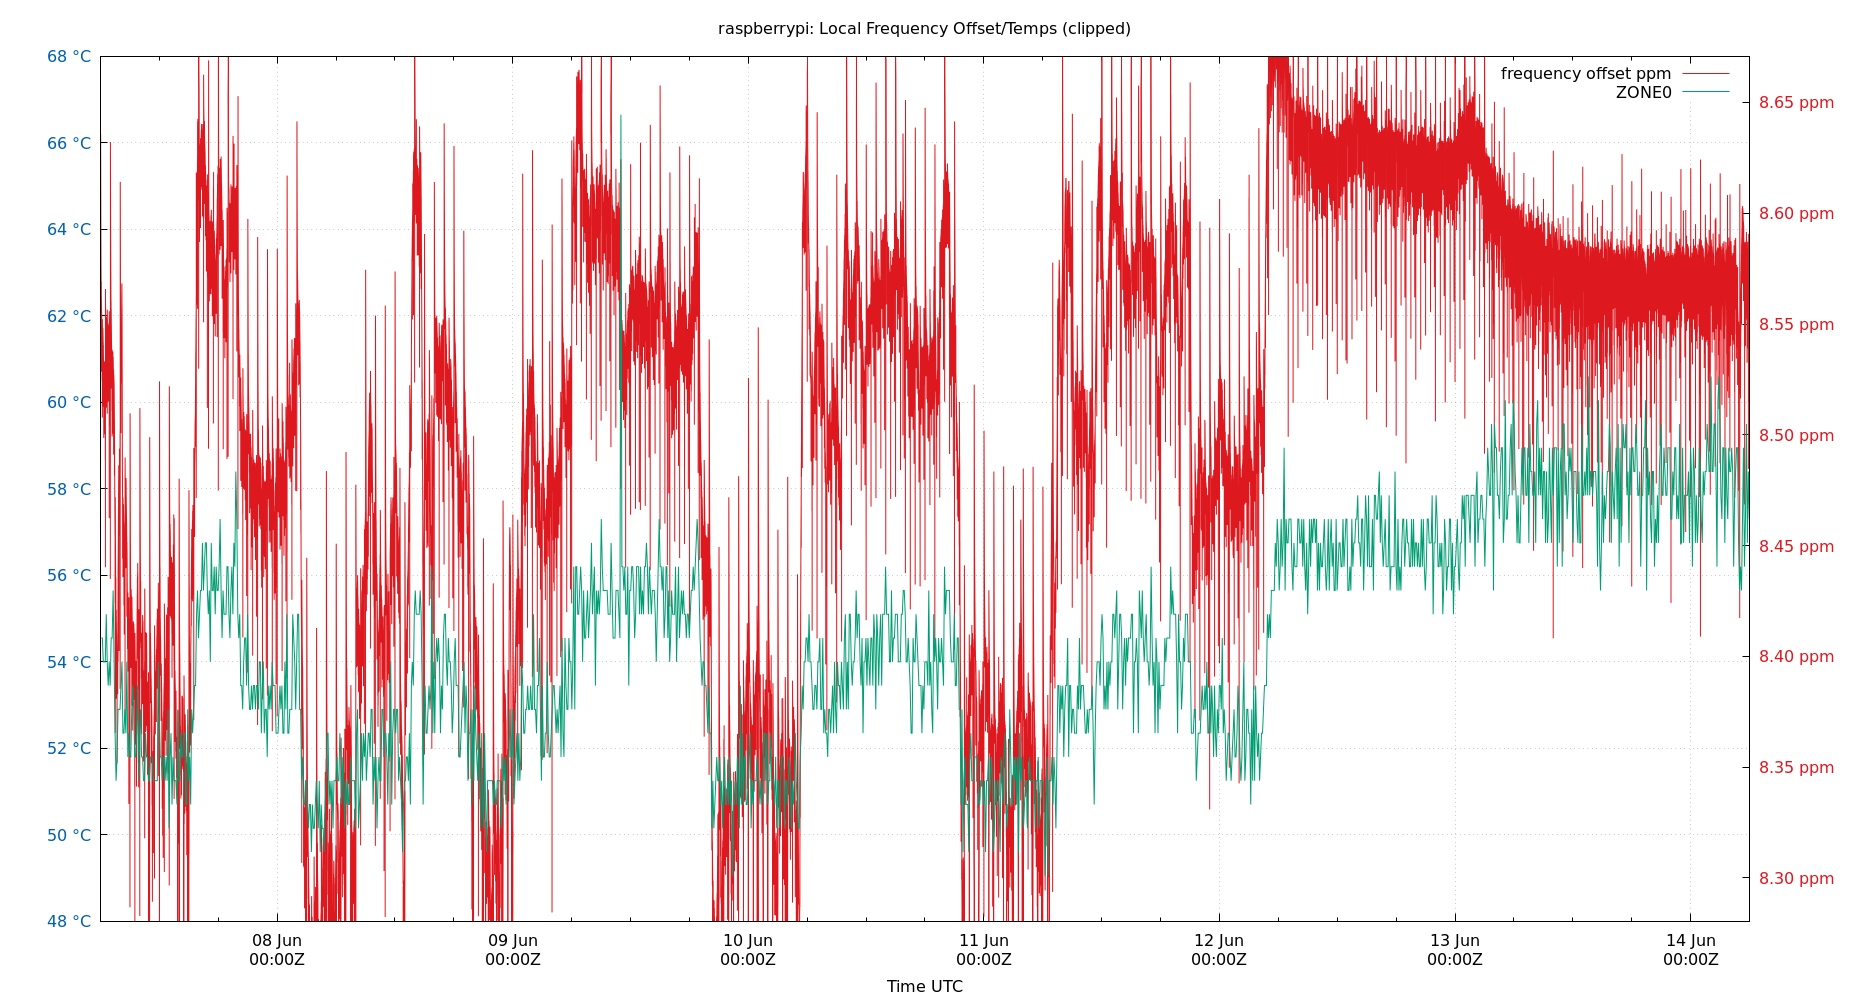 raspberrypi: Local Frequency Offset/Temps (clipped)
68 °C
66 °C
64 °C
62 °C
60 °C
58 °C
56 °C
54 °C
52 °C
50 °C
48 °C
frequency offset ppm
ZONE0
8.65 ppm
8.60 ppm
8.55 ppm
8.50 ppm
8.45 ppm
8.40 ppm
8.35 ppm
8.30 ppm
08 Jun
00:00Z
09 Jun
00:00Z
10 Jun
00:00Z
11 Jun
00:00Z
12 Jun
00:00Z
13 Jun
00:00Z
14 Jun
00:00Z
Time UTC